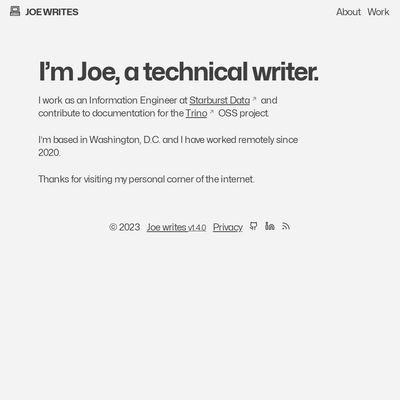 JOE WRITES
About Work
I'm Joe, a technical writer.
I work as an Information Engineer at Starburst Data↗ and
contribute to documentation for the Trino↗ OSS project.
I'm based in Washington, D.C. and I have worked remotely since
2020.
Thanks for visiting my personal corner of the internet.
© 2023 Joe writes v1.4.0 Privacy